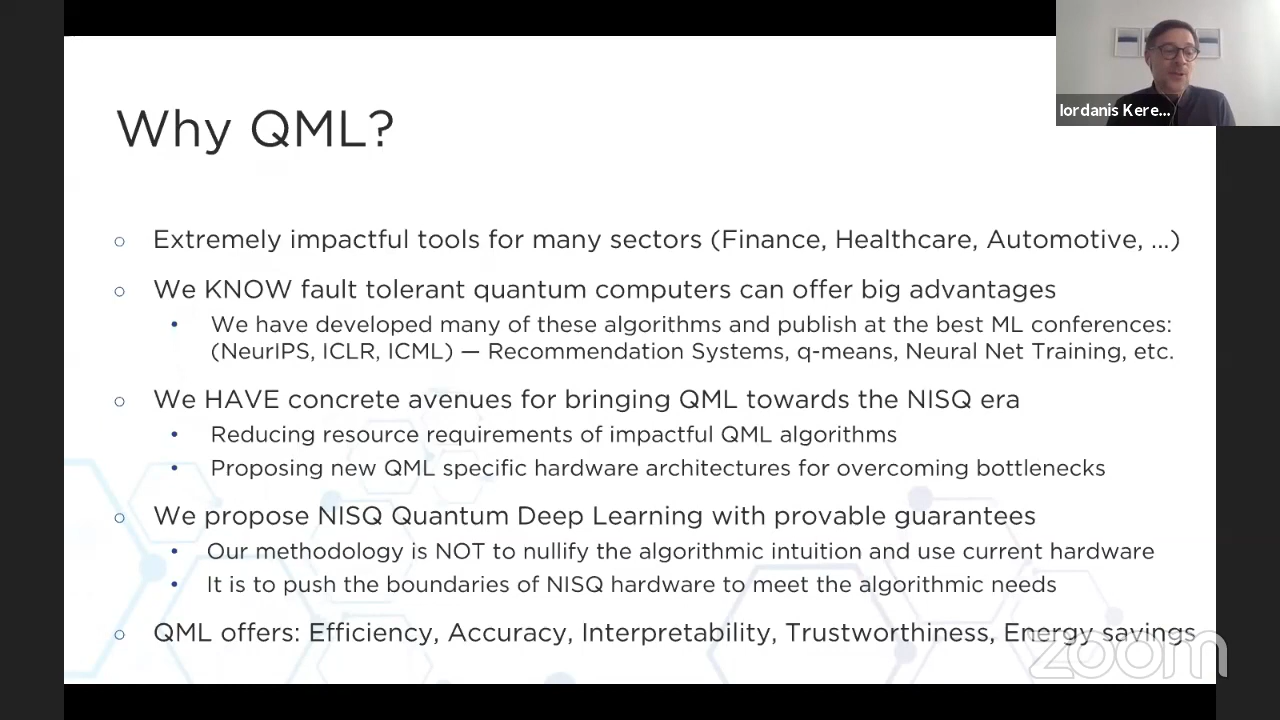 Iordanis Kere...
Why QML?
○ Extremely impactful tools for many sectors (Finance, Healthcare, Automotive, ...)
○ We KNOW fault tolerant quantum computers can offer big advantages
• We have developed many of these algorithms and publish at the best ML conferences:
(NeurIPS, ICLR, ICML) — Recommendation Systems, q-means, Neural Net Training, etc.
○ We HAVE concrete avenues for bringing QML towards the NISQ era
• Reducing resource requirements of impactful QML algorithms
• Proposing new QML specific hardware architectures for overcoming bottlenecks
○ We propose NISQ Quantum Deep Learning with provable guarantees
• Our methodology is NOT to nullify the algorithmic intuition and use current hardware
• It is to push the boundaries of NISQ hardware to meet the algorithmic needs
○ QML offers: Efficiency, Accuracy, Interpretability, Trustworthiness, Energy savings
zoom